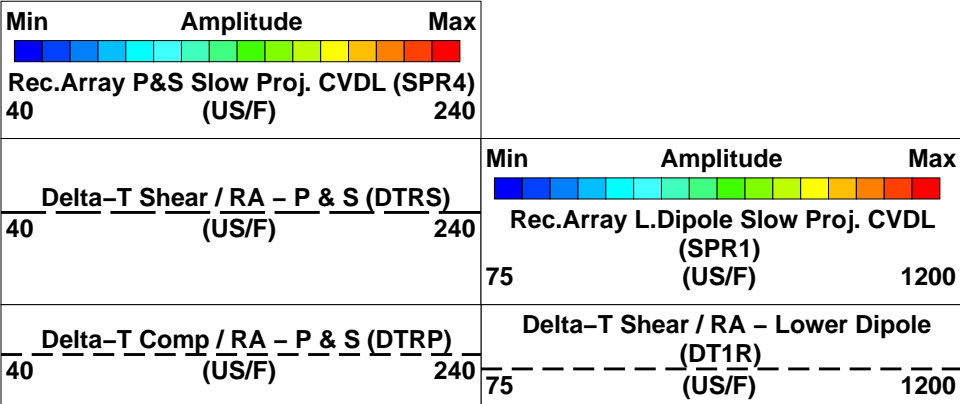 Min Amplitude Max
Rec.Array P&S Slow Proj. CVDL (SPR4)
40 (US/F) 240
Delta−T Shear / RA − P & S (DTRS)
40 (US/F) 240
Delta−T Comp / RA − P & S (DTRP)
40 (US/F) 240
Min Amplitude Max
Rec.Array L.Dipole Slow Proj. CVDL
(SPR1)
75 (US/F) 1200
Delta−T Shear / RA − Lower Dipole
(DT1R)
75 (US/F) 1200